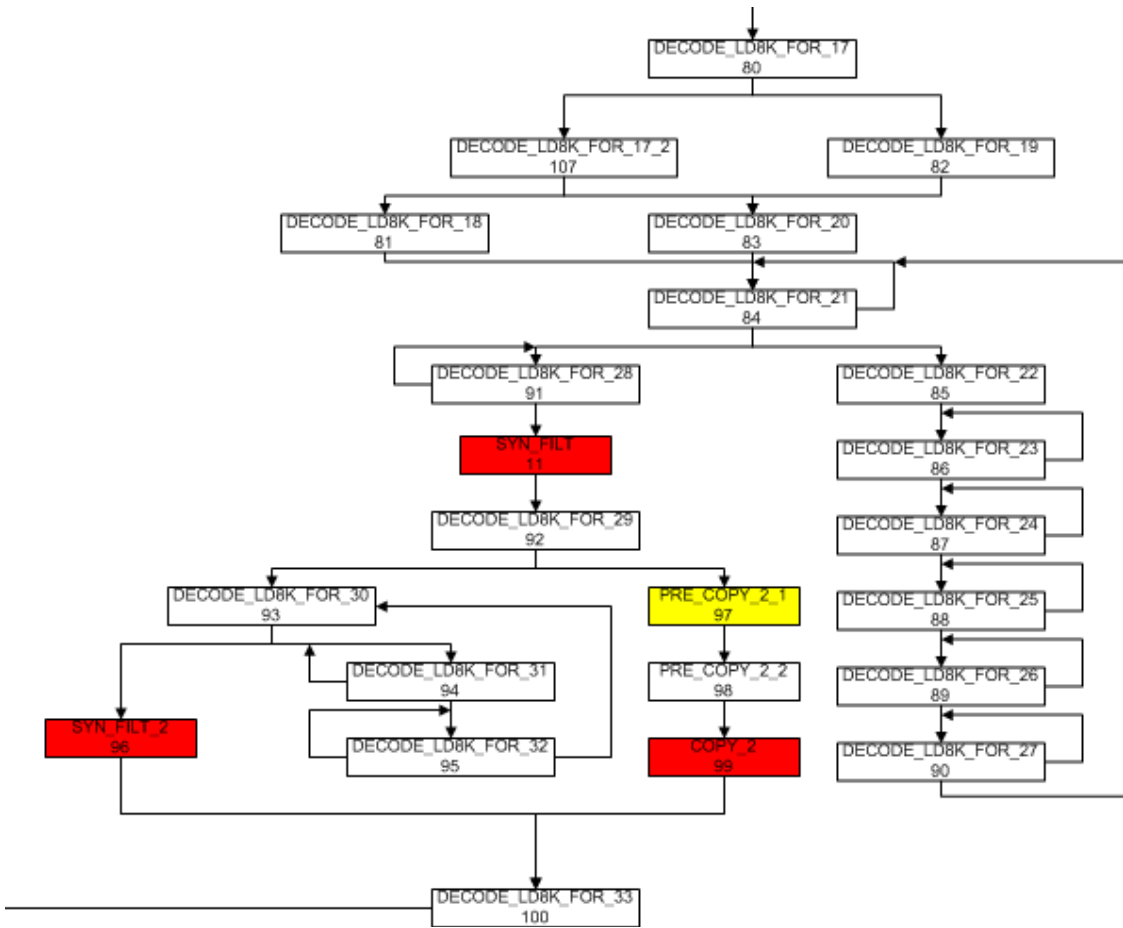 DECODE_LD8K_FOR_17
80
DECODE_LD8K_FOR_17_2
107
DECODE_LD8K_FOR_19
82
DECODE_LD8K_FOR_18
81
DECODE_LD8K_FOR_20
83
DECODE_LD8K_FOR_21
84
DECODE_LD8K_FOR_28
91
DECODE_LD8K_FOR_22
85
SYN_FILT
11
DECODE_LD8K_FOR_23
86
DECODE_LD8K_FOR_29
92
DECODE_LD8K_FOR_24
87
DECODE_LD8K_FOR_30
93
PRE_COPY_2_1
97
DECODE_LD8K_FOR_25
88
DECODE_LD8K_FOR_31
94
PRE_COPY_2_2
98
DECODE_LD8K_FOR_26
89
SYN_FILT_2
96
DECODE_LD8K_FOR_32
95
COPY_2
99
DECODE_LD8K_FOR_27
90
DECODE_LD8K_FOR_33
100